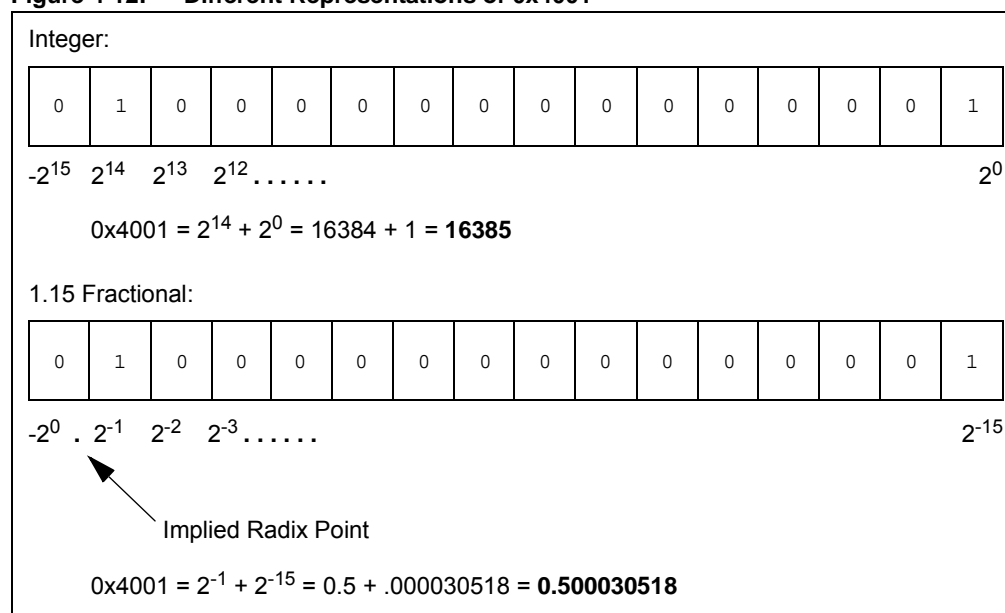 Different Representations of 0x4001
Integer:
0 1 0 0 0 0 0 0 0 0 0 0 0 0 0 1
-2^15 2^14 2^13 2^12 . . . . . . 2^0
0x4001 = 2^14 + 2^0 = 16384 + 1 = 16385
1.15 Fractional:
0 1 0 0 0 0 0 0 0 0 0 0 0 0 0 1
-2^0 . 2^-1 2^-2 2^-3 . . . . . . 2^-15
Implied Radix Point
0x4001 = 2^-1 + 2^-15 = 0.5 + .000030518 = 0.500030518